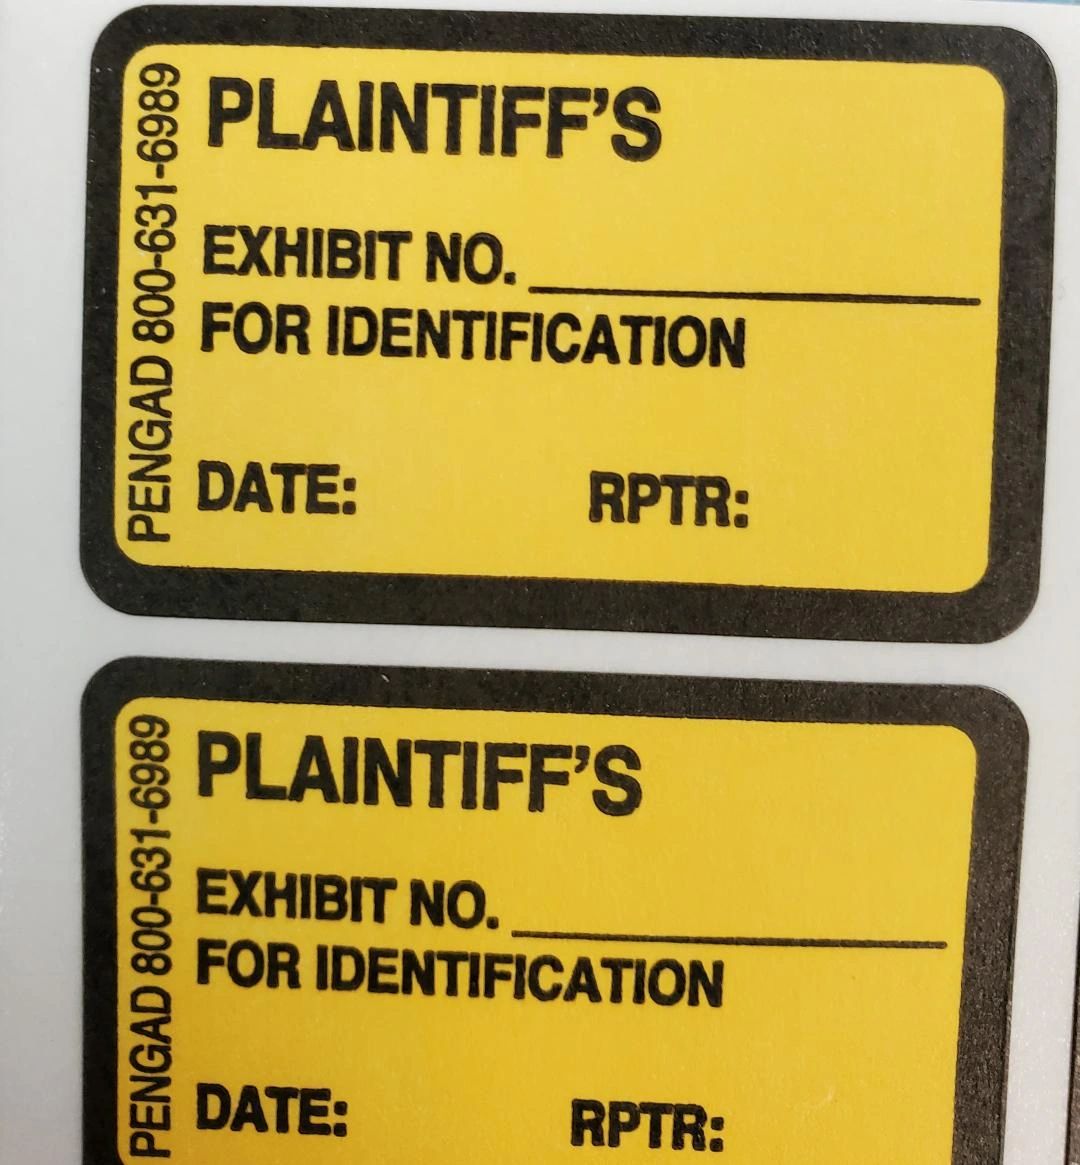 PENGAD 800-631-6989
PLAINTIFF'S
EXHIBIT NO. 
FOR IDENTIFICATION
DATE: RPTR:
PENGAD 800-631-6989
PLAINTIFF'S
EXHIBIT NO. 
FOR IDENTIFICATION
DATE: RPTR: